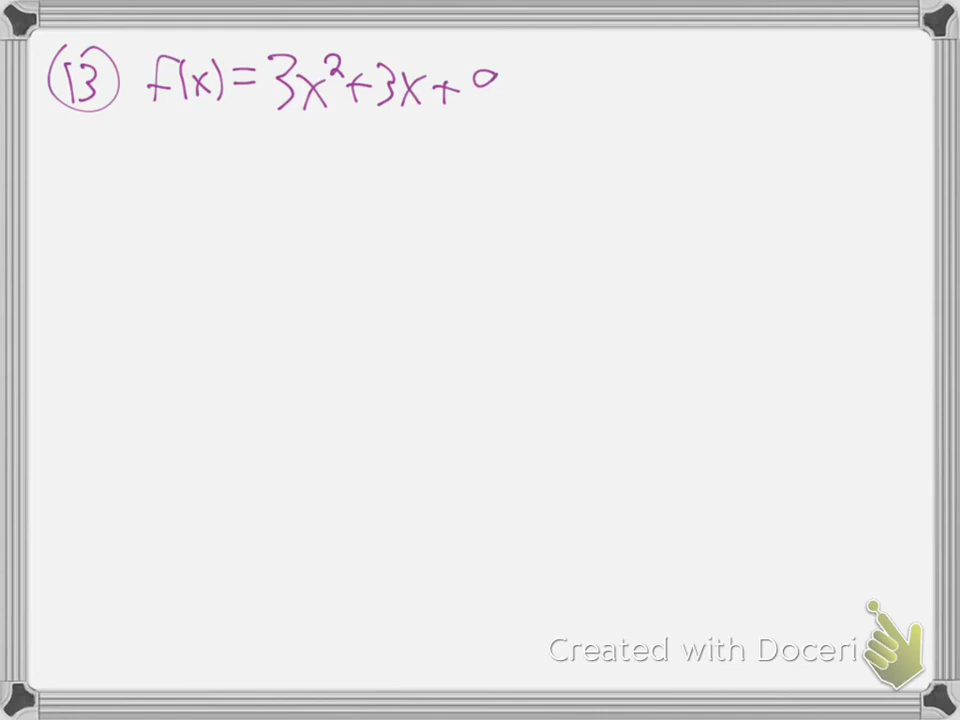 (13) f(x) = 3x²+3x+0
Created with Doceri